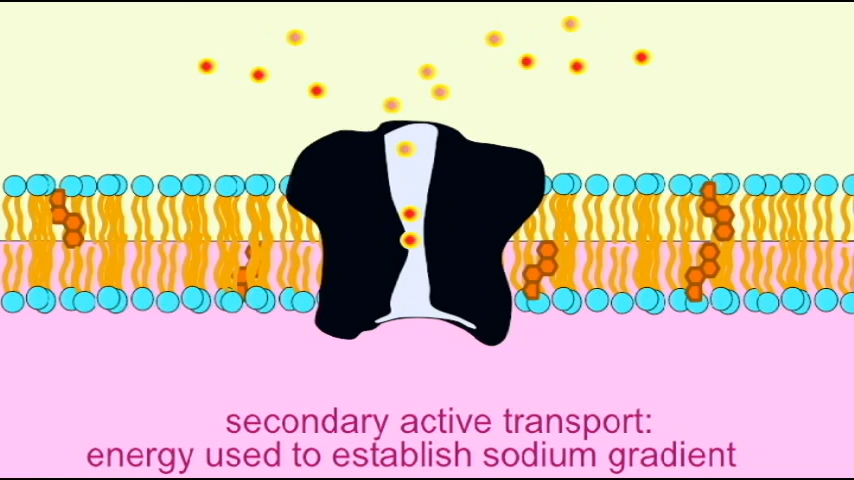 secondary active transport:
energy used to establish sodium gradient